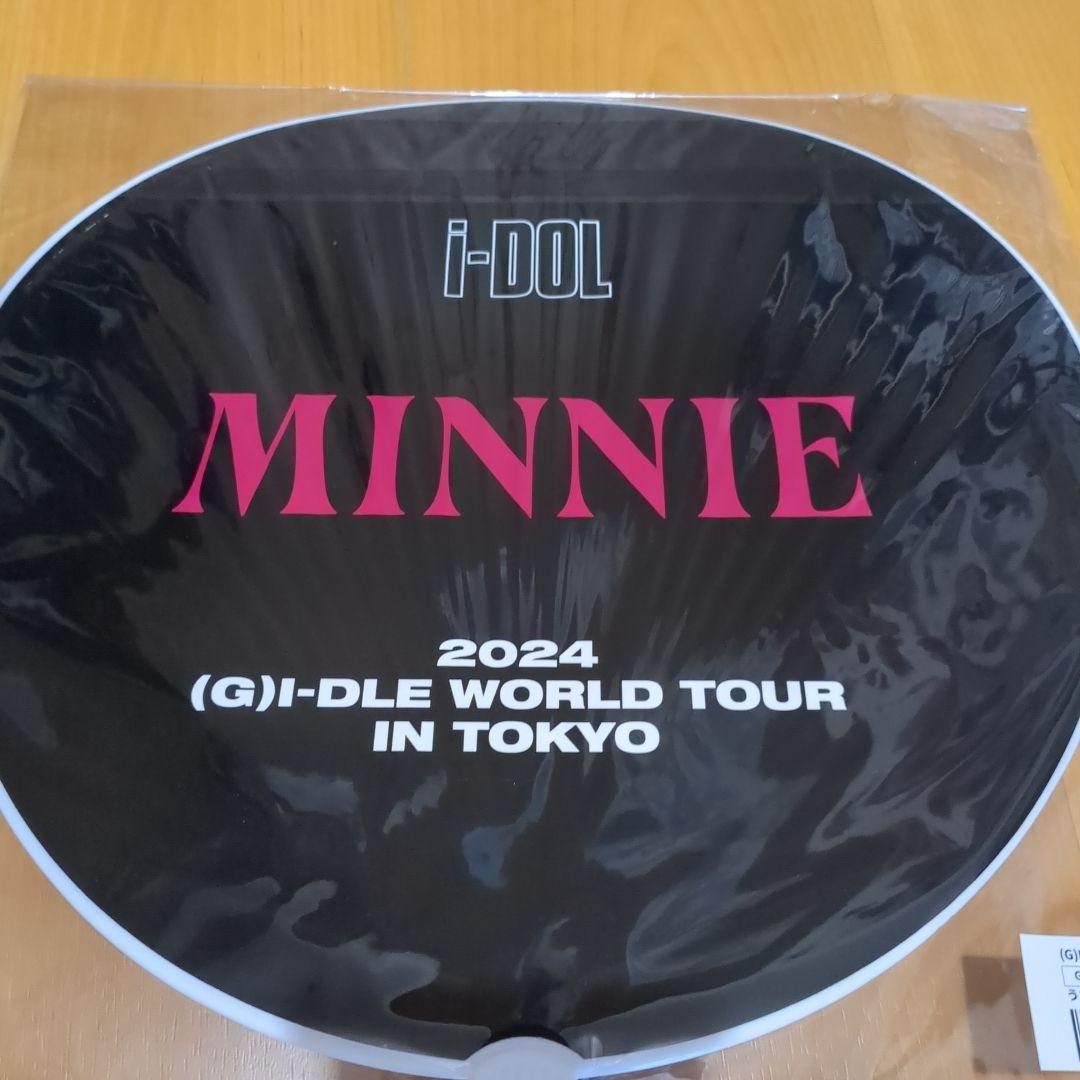 i-DOL
MINNIE
2024
(G)I-DLE WORLD TOUR
IN TOKYO